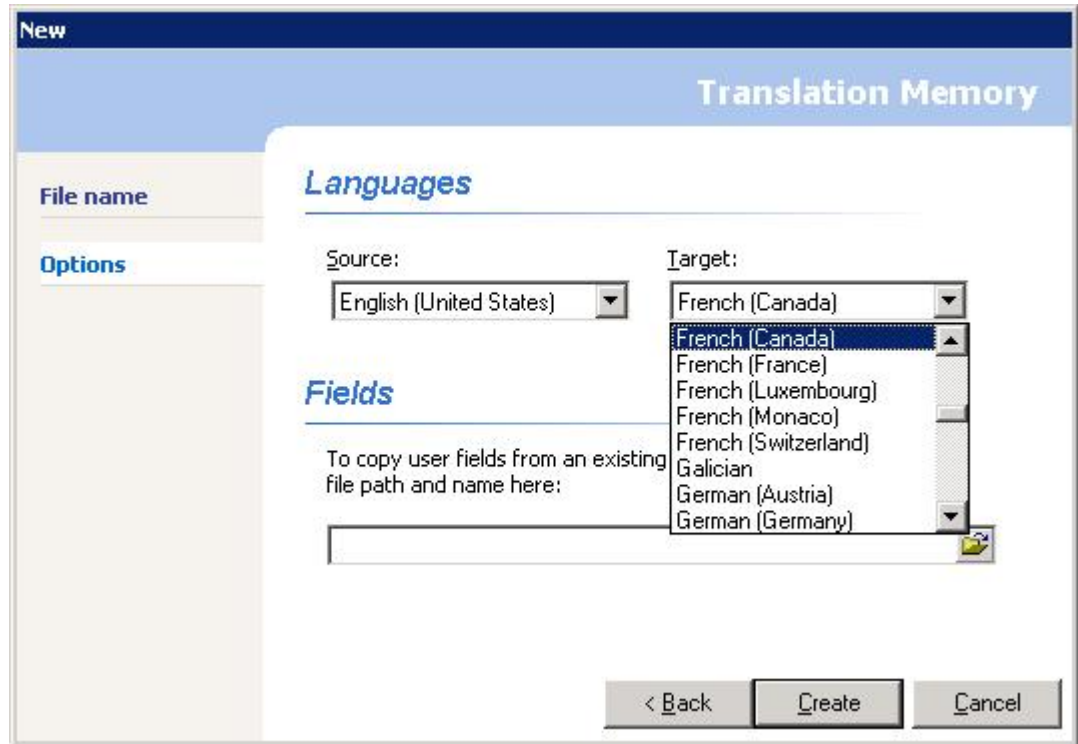 New
Translation Memory
File name
Options
Languages
Source:
Target:
English (United States)
French (Canada)
French (Canada)
French (France)
French (Luxembourg)
French (Monaco)
French (Switzerland)
Galician
German (Austria)
German (Germany)
Fields
To copy user fields from an existing
file path and name here:
< Back
Create
Cancel